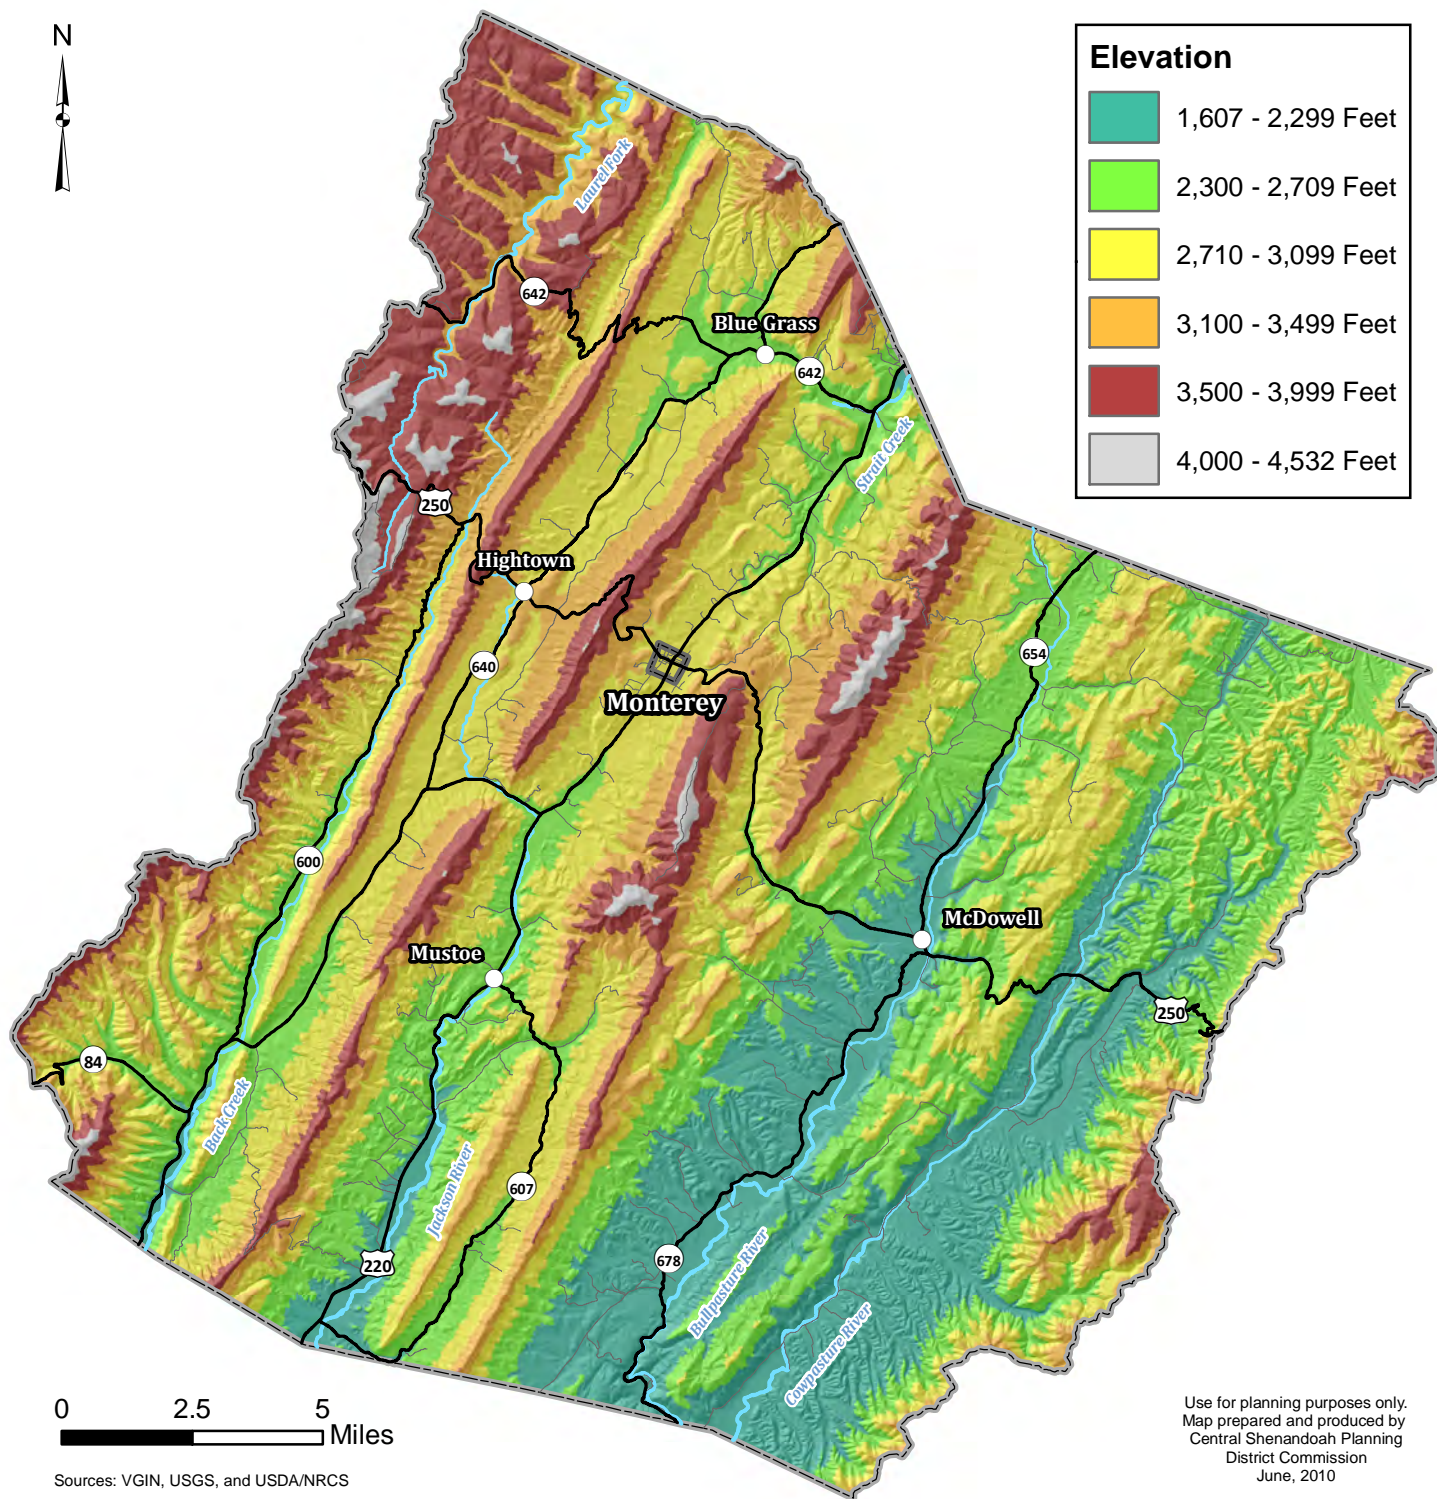 N
Elevation
1,607 - 2,299 Feet
2,300 - 2,709 Feet
2,710 - 3,099 Feet
3,100 - 3,499 Feet
3,500 - 3,999 Feet
4,000 - 4,532 Feet
Laurel Fork
642
Blue Grass
642
Strait Creek
250
Hightown
640
654
Monterey
600
McDowell
Mustoe
250
84
Back Creek
Jackson River
607
220
678
Bullpasture River
Cowpasture River
0 2.5 5
Miles
Sources: VGIN, USGS, and USDA/NRCS
Use for planning purposes only.
Map prepared and produced by
Central Shenandoah Planning
District Commission
June, 2010